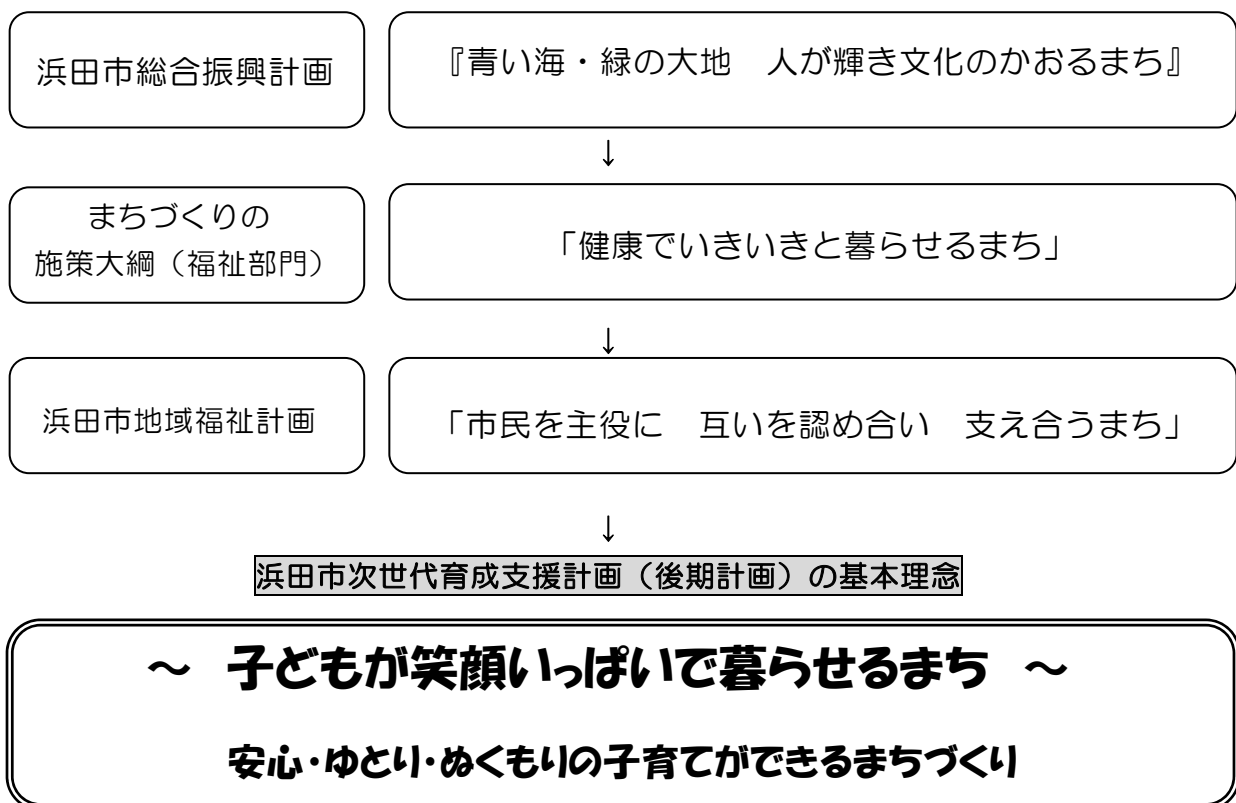 浜田市総合振興計画
『青い海・緑の大地　人が輝き文化のかおるまち』
↓
まちづくりの
施策大綱（福祉部門）
「健康でいきいきと暮らせるまち」
↓
浜田市地域福祉計画
「市民を主役に　互いを認め合い　支え合うまち」
↓
浜田市次世代育成支援計画（後期計画）の基本理念
～　子どもが笑顔いっぱいで暮らせるまち　～
安心・ゆとり・ぬくもりの子育てができるまちづくり